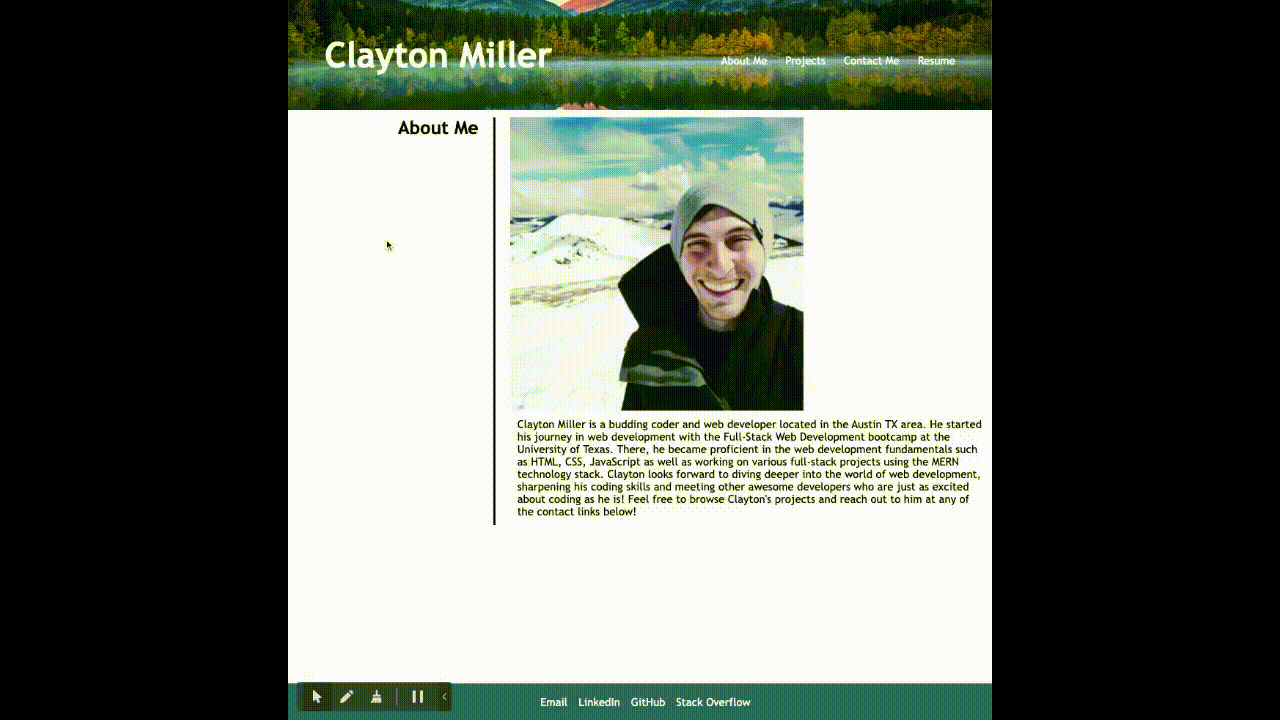 Clayton Miller
About Me Projects Contact Me Resume
About Me
Clayton Miller is a budding coder and web developer located in the Austin TX area. He started
his journey in web development with the Full-Stack Web Development bootcamp at the
University of Texas. There, he became proficient in the web development fundamentals such
as HTML, CSS, JavaScript as well as working on various full-stack projects using the MERN
technology stack. Clayton looks forward to diving deeper into the world of web development,
sharpening his coding skills and meeting other awesome developers who are just as excited
about coding as he is! Feel free to browse Clayton's projects and reach out to him at any of
the contact links below!
Email LinkedIn GitHub Stack Overflow